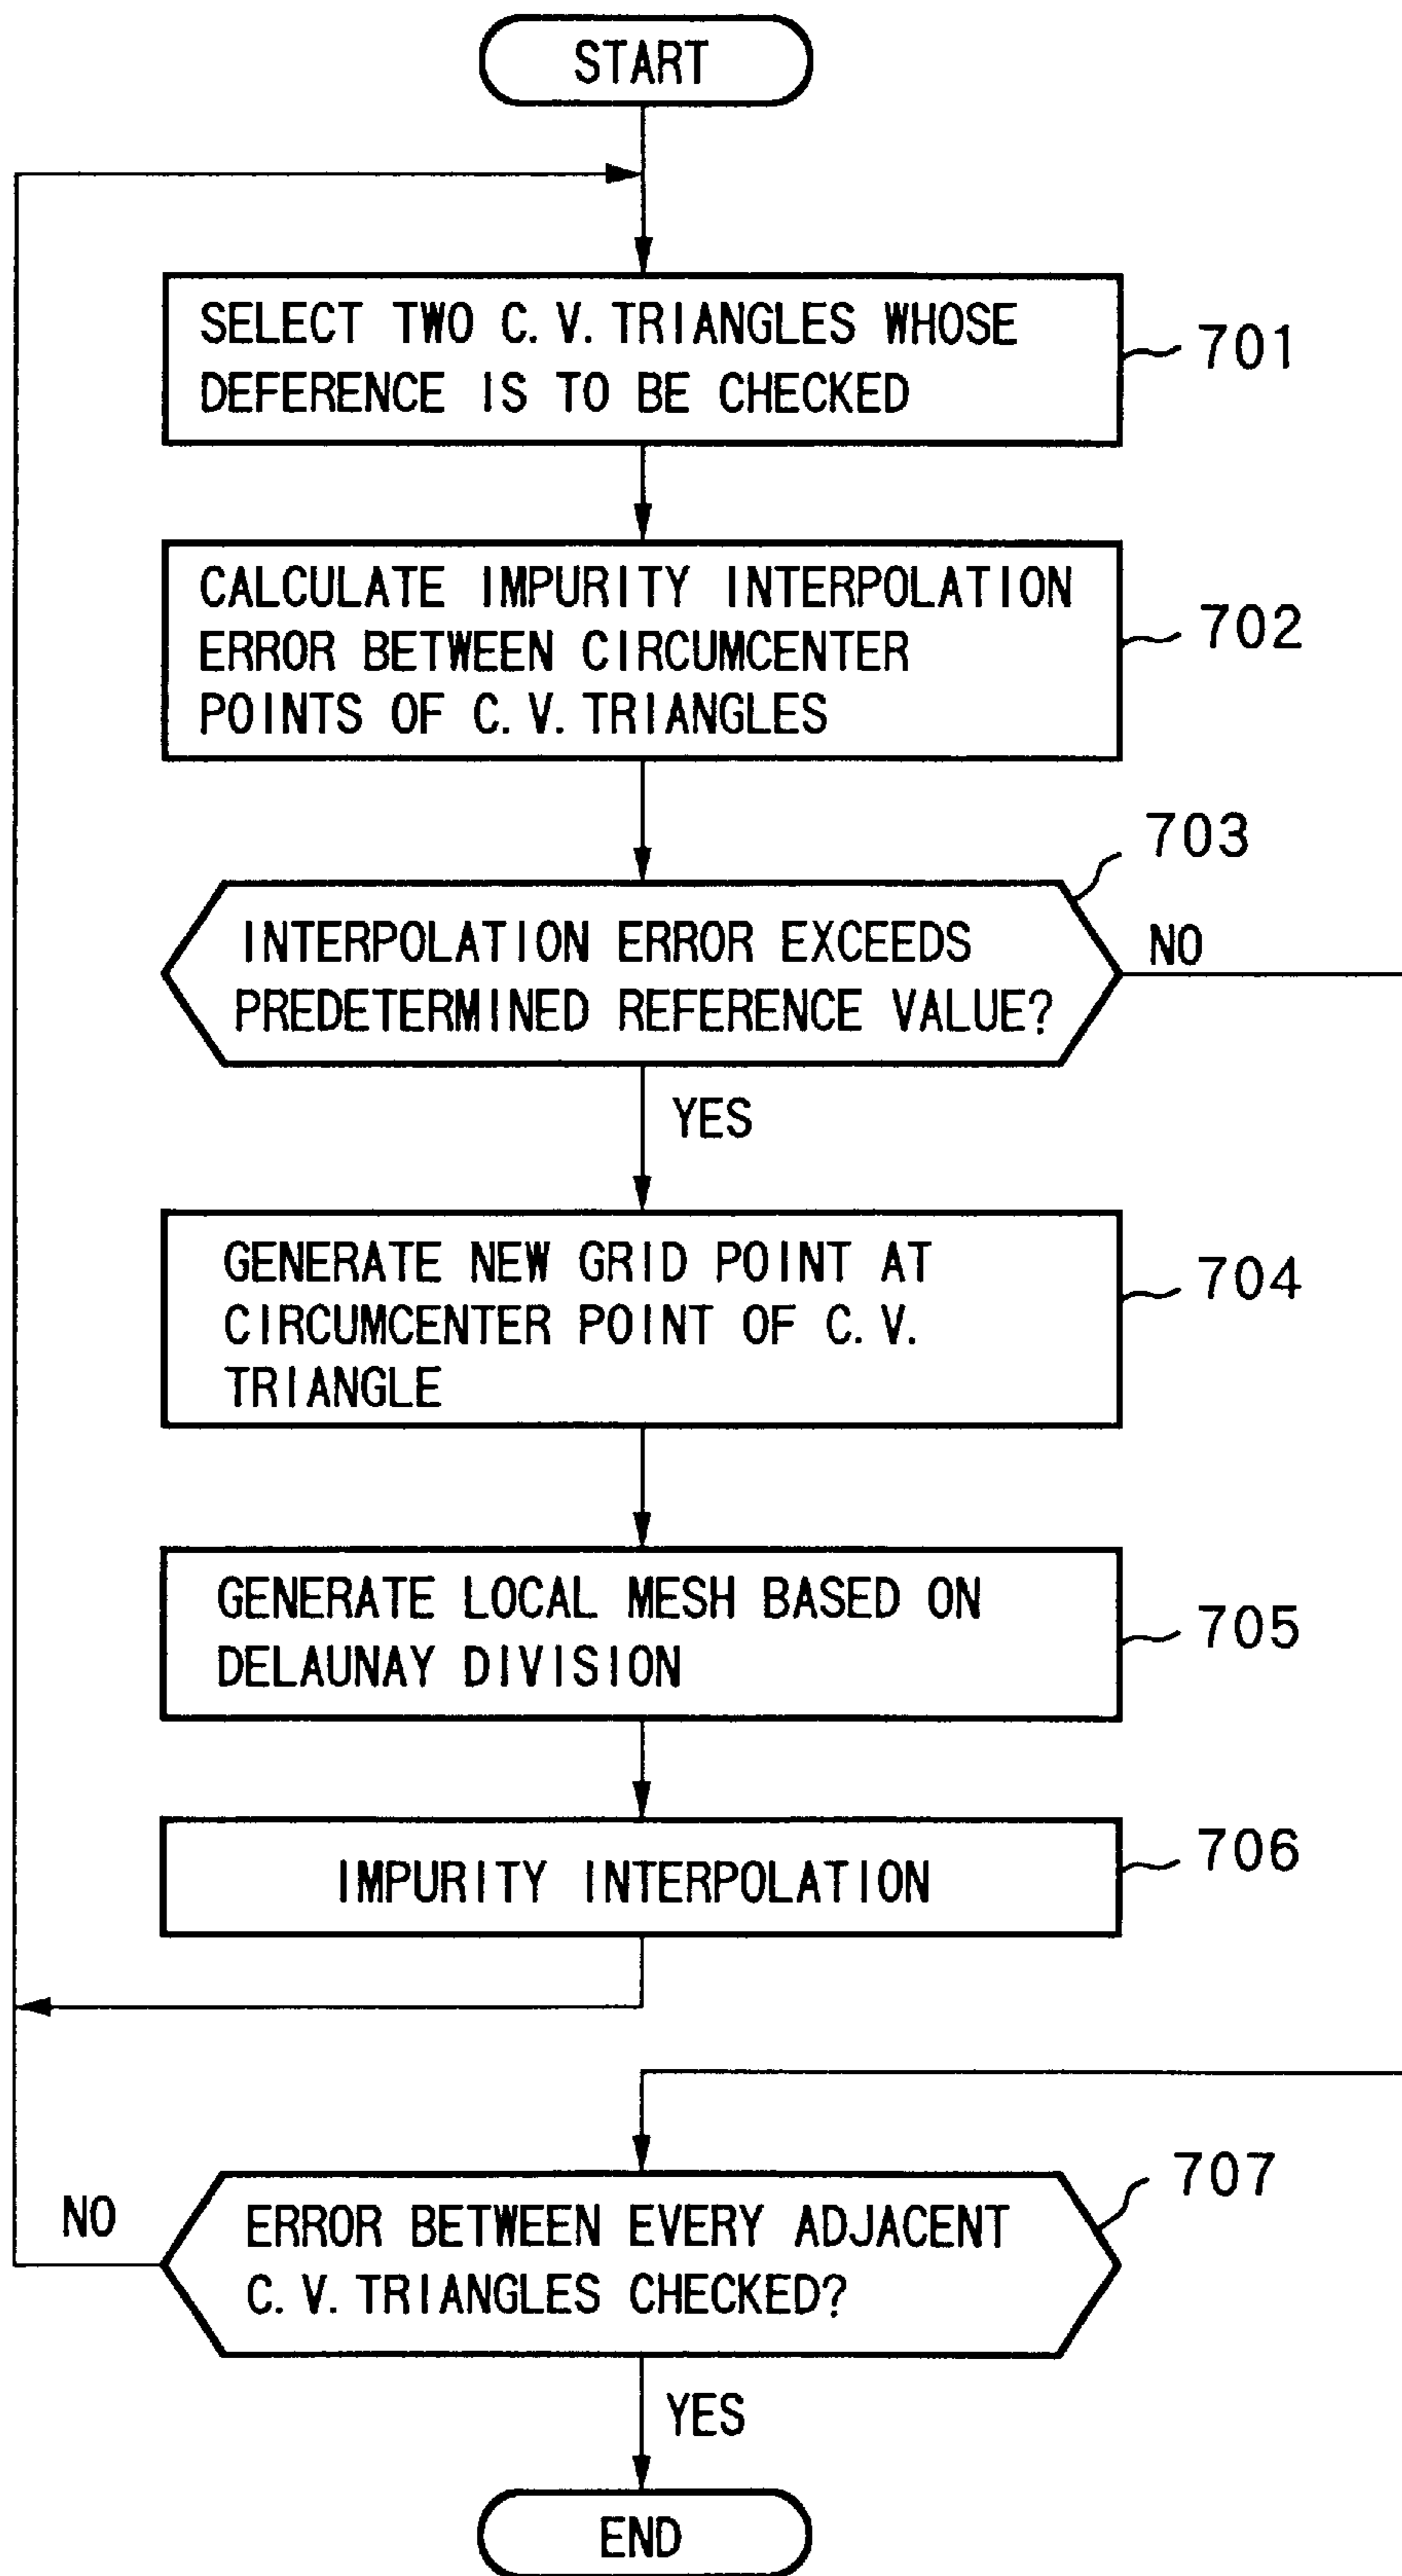 START
SELECT TWO C. V. TRIANGLES WHOSE
DEFERENCE IS TO BE CHECKED
701
CALCULATE IMPURITY INTERPOLATION
ERROR BETWEEN CIRCUMCENTER
POINTS OF C. V. TRIANGLES
702
703
INTERPOLATION ERROR EXCEEDS
PREDETERMINED REFERENCE VALUE?
NO
YES
GENERATE NEW GRID POINT AT
CIRCUMCENTER POINT OF C. V.
TRIANGLE
704
GENERATE LOCAL MESH BASED ON
DELAUNAY DIVISION
705
IMPURITY INTERPOLATION
706
707
NO
ERROR BETWEEN EVERY ADJACENT
C. V. TRIANGLES CHECKED?
YES
END